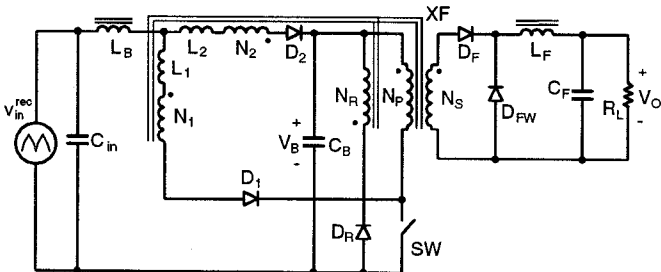 XF
L_B
L_2
N_2
D_2
D_F
L_F
L_1
N_1
N_R
N_P
N_S
D_FW
C_F
R_L
+
V_O
-
v_in^rec
C_in
+
V_B
-
C_B
D_1
D_R
SW